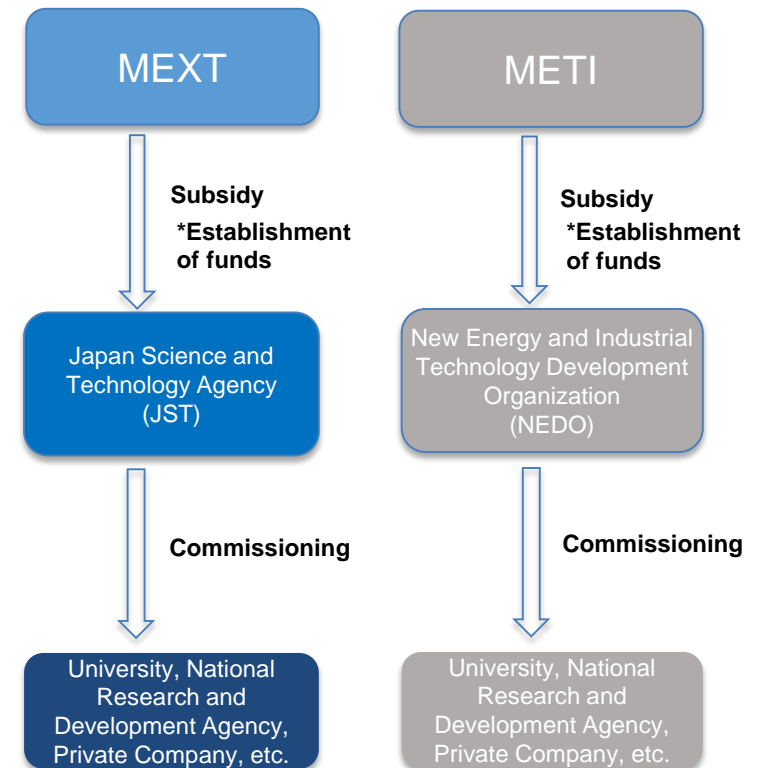 MEXT
Subsidy
*Establishment
of funds
Japan Science and
Technology Agency
(JST)
Commissioning
University, National
Research and
Development Agency,
Private Company, etc.
METI
Subsidy
*Establishment
of funds
New Energy and Industrial
Technology Development
Organization
(NEDO)
Commissioning
University, National
Research and
Development Agency,
Private Company, etc.